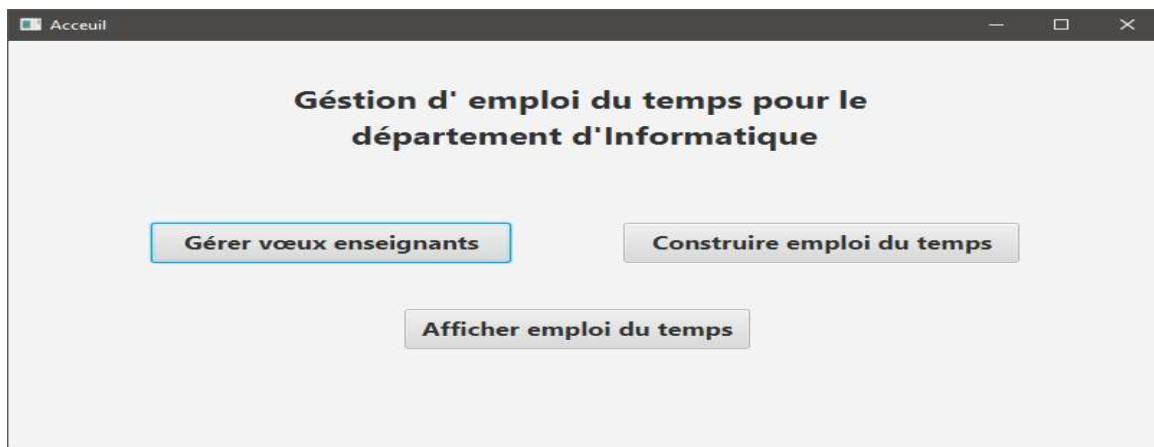 Acceuil
Géstion d' emploi du temps pour le
département d'Informatique
Gérer vœux enseignants
Construire emploi du temps
Afficher emploi du temps